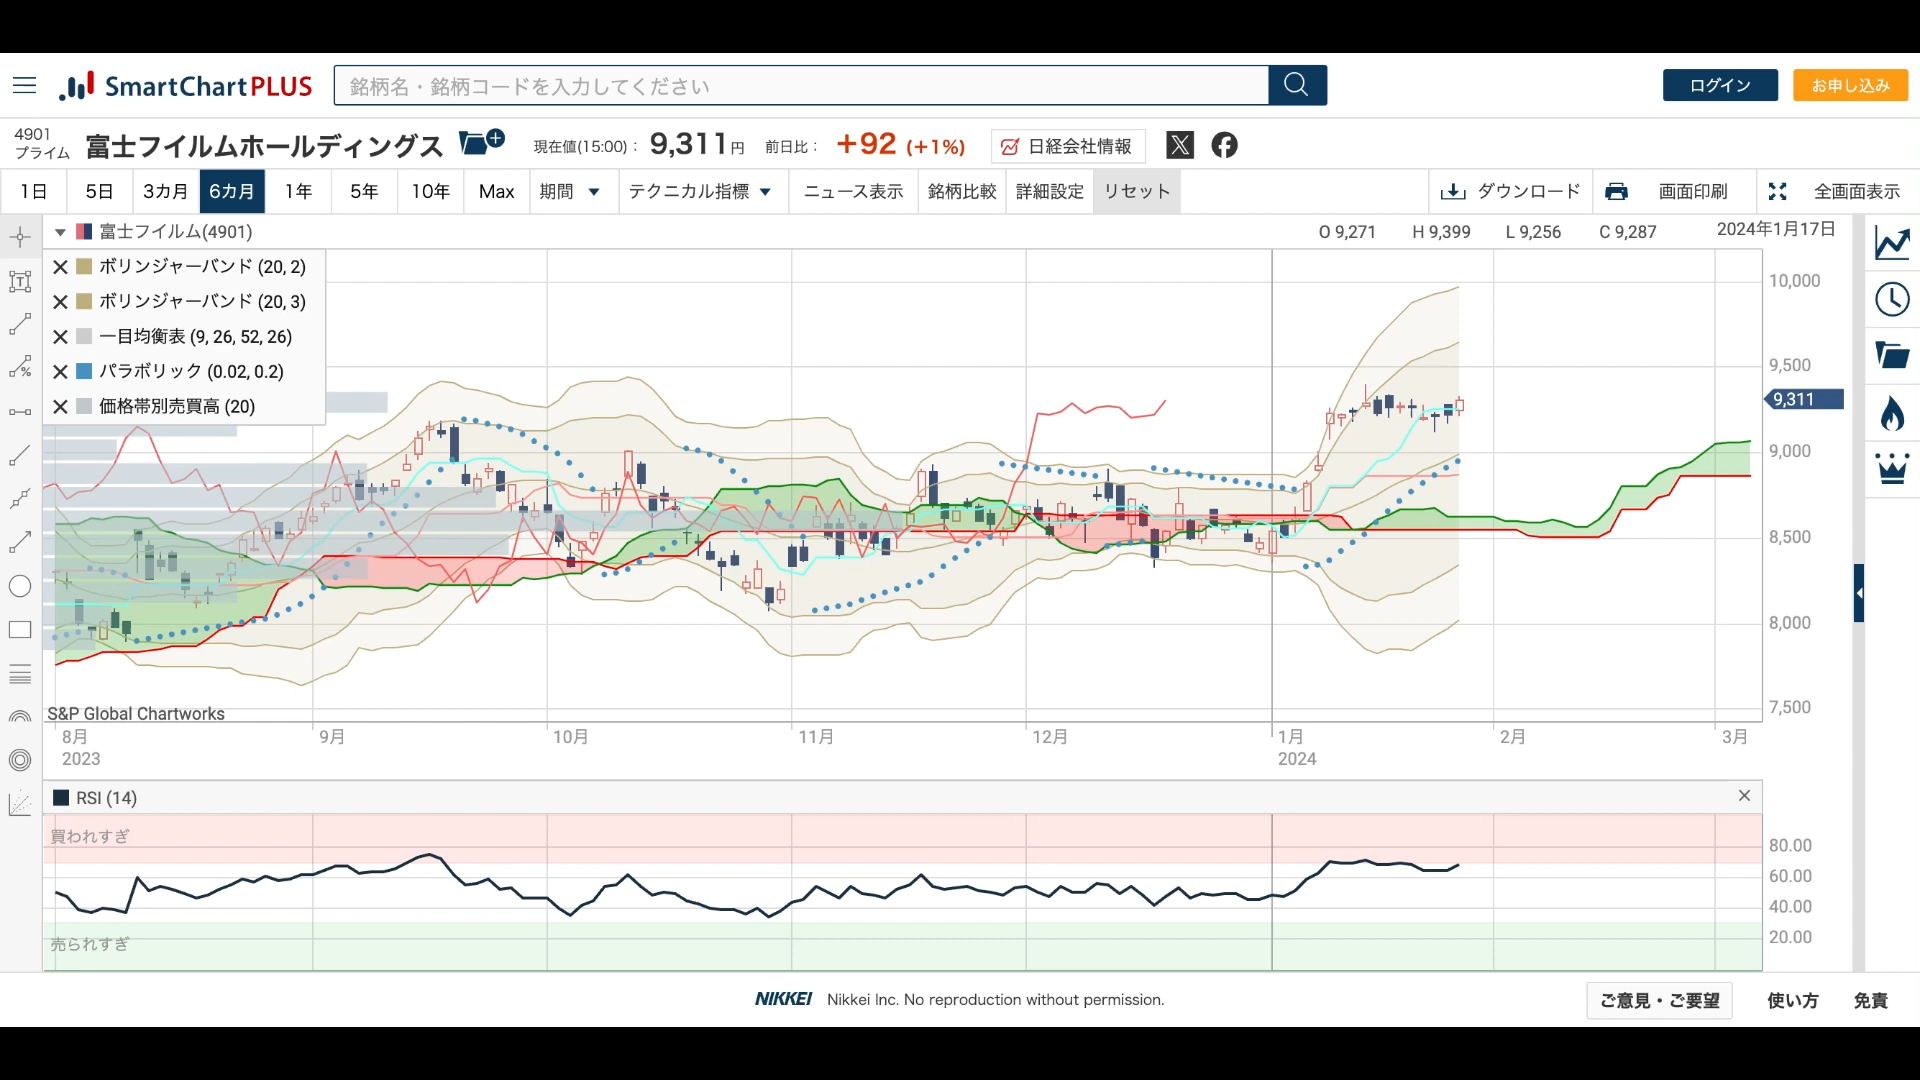 SmartChartPLUS
銘柄名・銘柄コードを入力してください
ログイン
お申し込み
4901
プライム
富士フイルムホールディングス
現在値(15:00)： 9,311円
前日比： +92 (+1%)
日経会社情報
1日 5日 3カ月 6カ月 1年 5年 10年 Max 期間 テクニカル指標 ニュース表示 銘柄比較 詳細設定 リセット ダウンロード 画面印刷 全画面表示
富士フイルム(4901)
O 9,271 H 9,399 L 9,256 C 9,287 2024年1月17日
ボリンジャーバンド (20, 2)
ボリンジャーバンド (20, 3)
一目均衡表 (9, 26, 52, 26)
パラボリック (0.02, 0.2)
価格帯別売買高 (20)
10,000
9,500
9,311
9,000
8,500
8,000
7,500
T
%
S&P Global Chartworks
8月 9月 10月 11月 12月 1月 2月 3月
2023 2024
RSI (14)
買われすぎ
80.00
60.00
40.00
売られすぎ
20.00
NIKKEI Nikkei Inc. No reproduction without permission.
ご意見・ご要望 使い方 免責